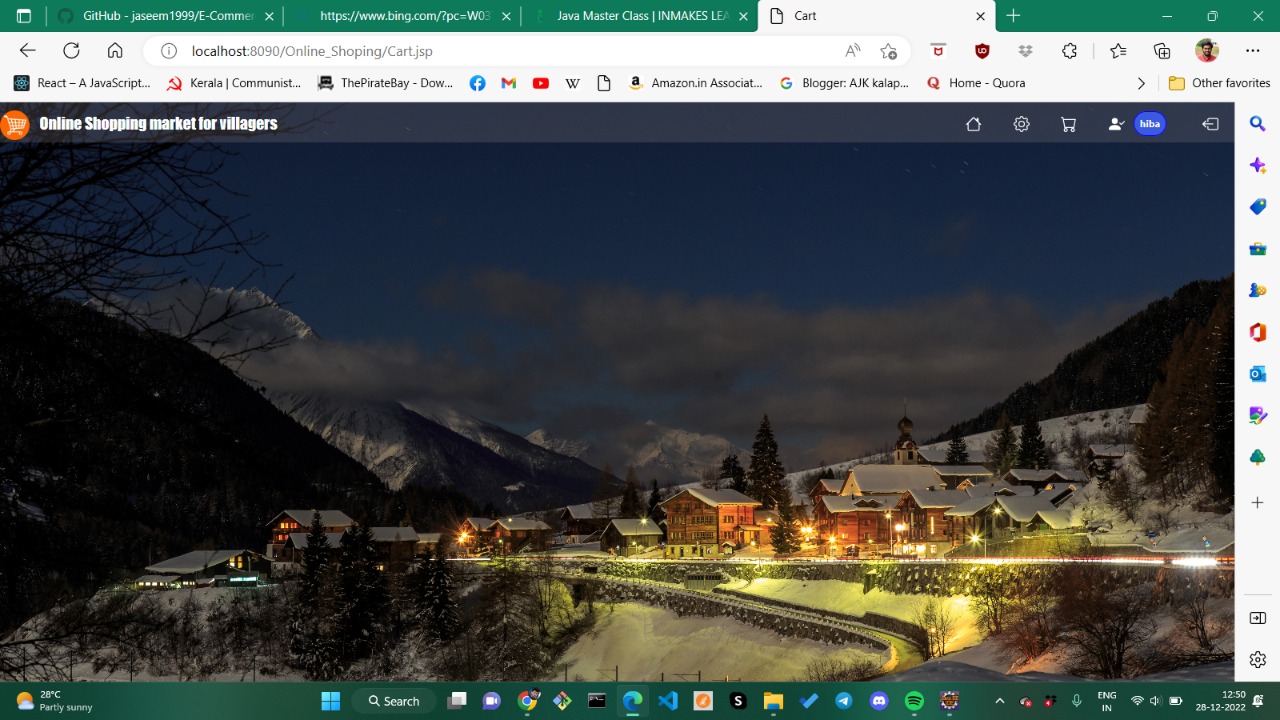 GitHub - jaseem1999/E-Commer
https://www.bing.com/?pc=W03
Java Master Class | INMAKES LEA
Cart
localhost:8090/Online_Shoping/Cart.jsp
React – A JavaScript...
Kerala | Communist...
ThePirateBay - Dow...
Amazon.in Associat...
Blogger: AJK kalap...
Home - Quora
Other favorites
Online Shopping market for villagers
hiba
28°C
Partly sunny
Search
ENG
IN
12:50
28-12-2022